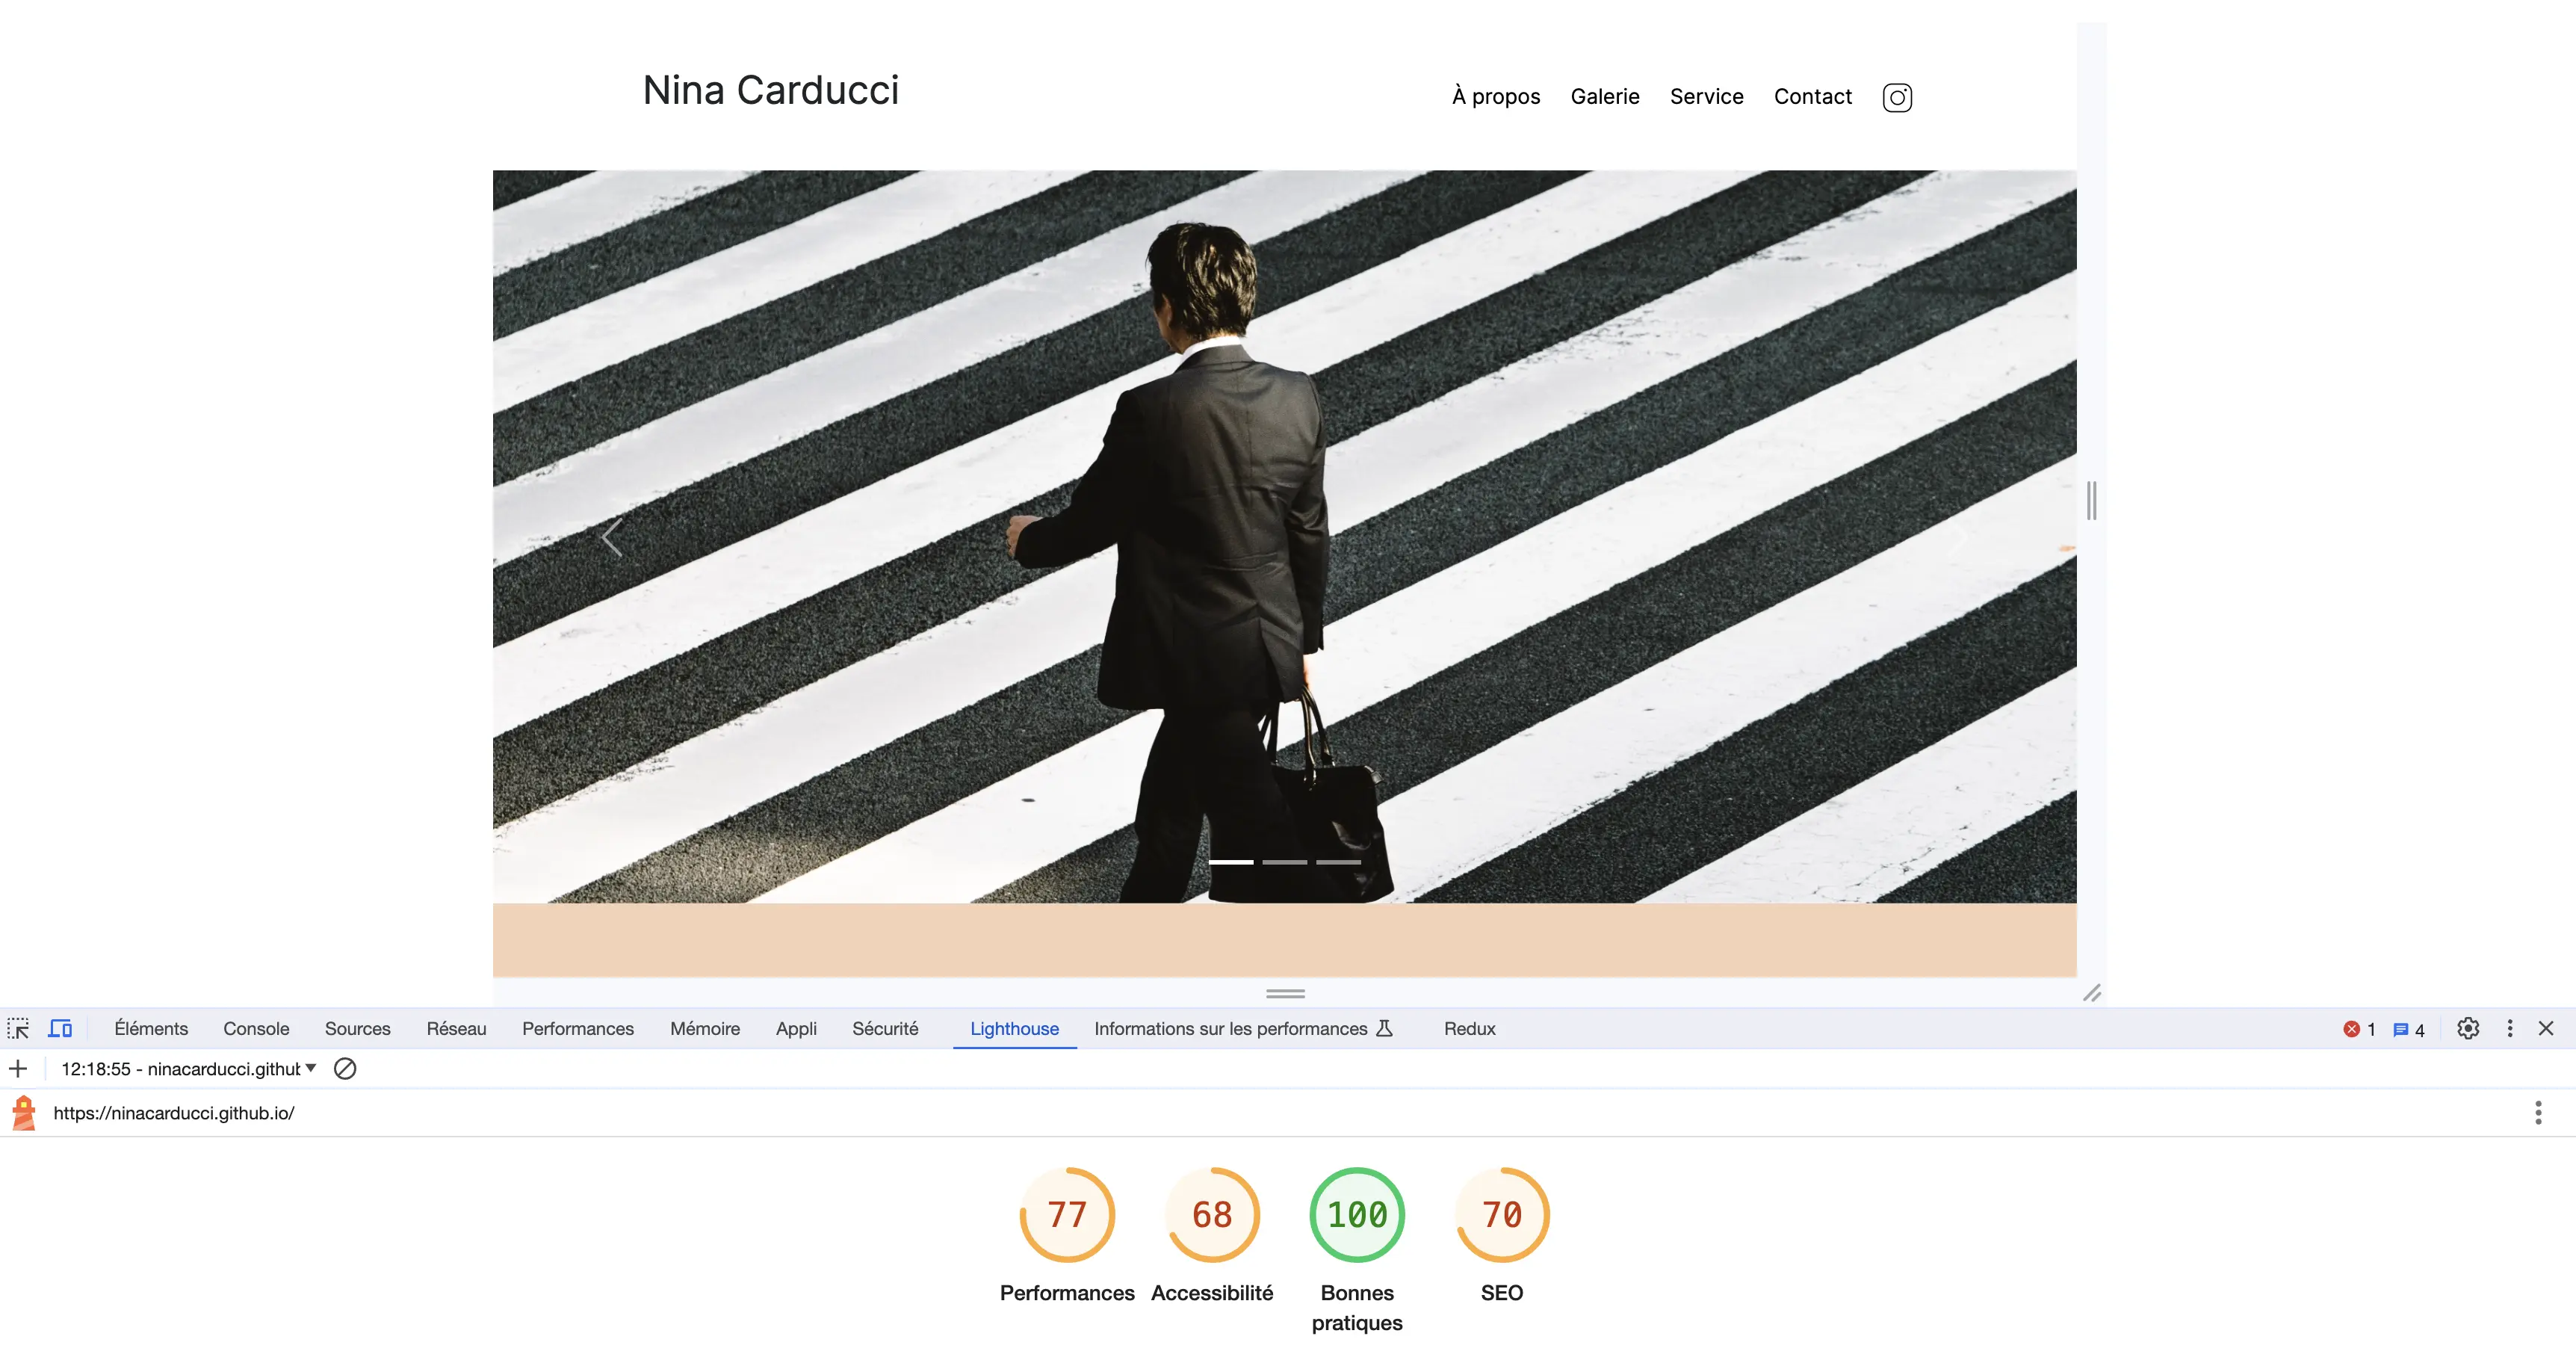 Nina Carducci
À propos Galerie Service Contact
Éléments Console Sources Réseau Performances Mémoire Appli Sécurité Lighthouse Informations sur les performances Redux 1 4
12:18:55 - ninacarducci.githut
https://ninacarducci.github.io/
77 68 100 70
Performances Accessibilité Bonnes pratiques SEO